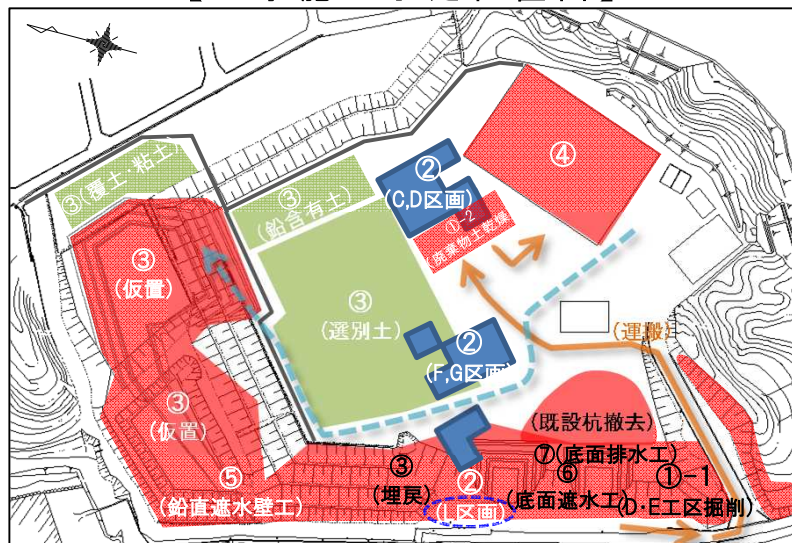 ③(覆土・粘土)
③
(鉛含有土)
②
(C,D区画)
④
①-2
(廃棄物土乾燥)
③
(仮置)
③
(選別土)
②
(F,G区画)
(運搬)
③
(仮置)
(既設杭撤去)
⑤
(鉛直遮水壁工)
③
(埋戻)
②
(L区画)
⑦(底面排水工)
⑥
(底面遮水工)
①-1
(D・E工区掘削)